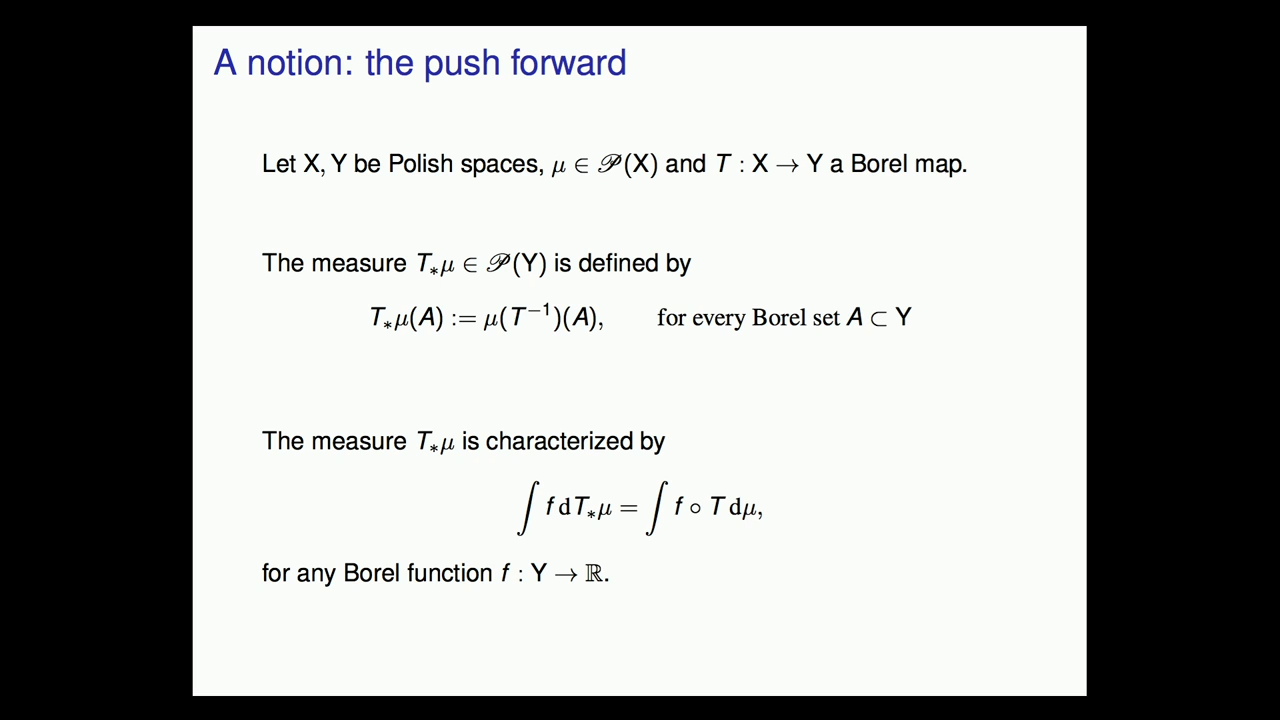 A notion: the push forward
Let X, Y be Polish spaces, μ ∈ 𝒫(X) and T : X → Y a Borel map.
The measure T∗μ ∈ 𝒫(Y) is defined by
T∗μ(A) := μ(T⁻¹)(A), for every Borel set A ⊂ Y
The measure T∗μ is characterized by
∫ f dT∗μ = ∫ f ∘ T dμ,
for any Borel function f : Y → ℝ.